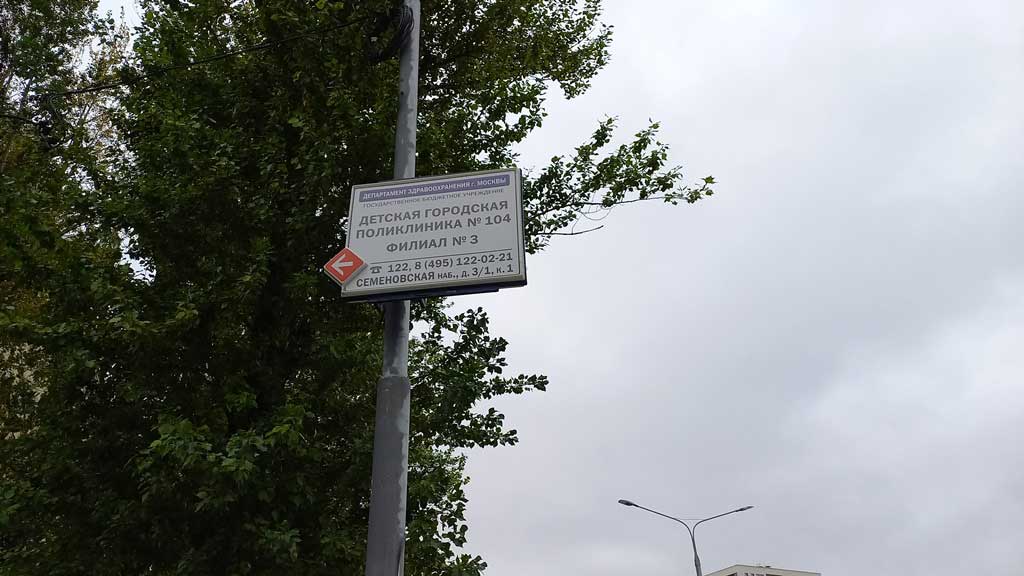 ДЕПАРТАМЕНТ ЗДРАВООХРАНЕНИЯ г. МОСКВЫ
ГОСУДАРСТВЕННОЕ БЮДЖЕТНОЕ УЧРЕЖДЕНИЕ
ДЕТСКАЯ ГОРОДСКАЯ
ПОЛИКЛИНИКА № 104
ФИЛИАЛ № 3
☎ 122, 8 (495) 122-02-21
СЕМЕНОВСКАЯ НАБ., Д. 3/1, К. 1